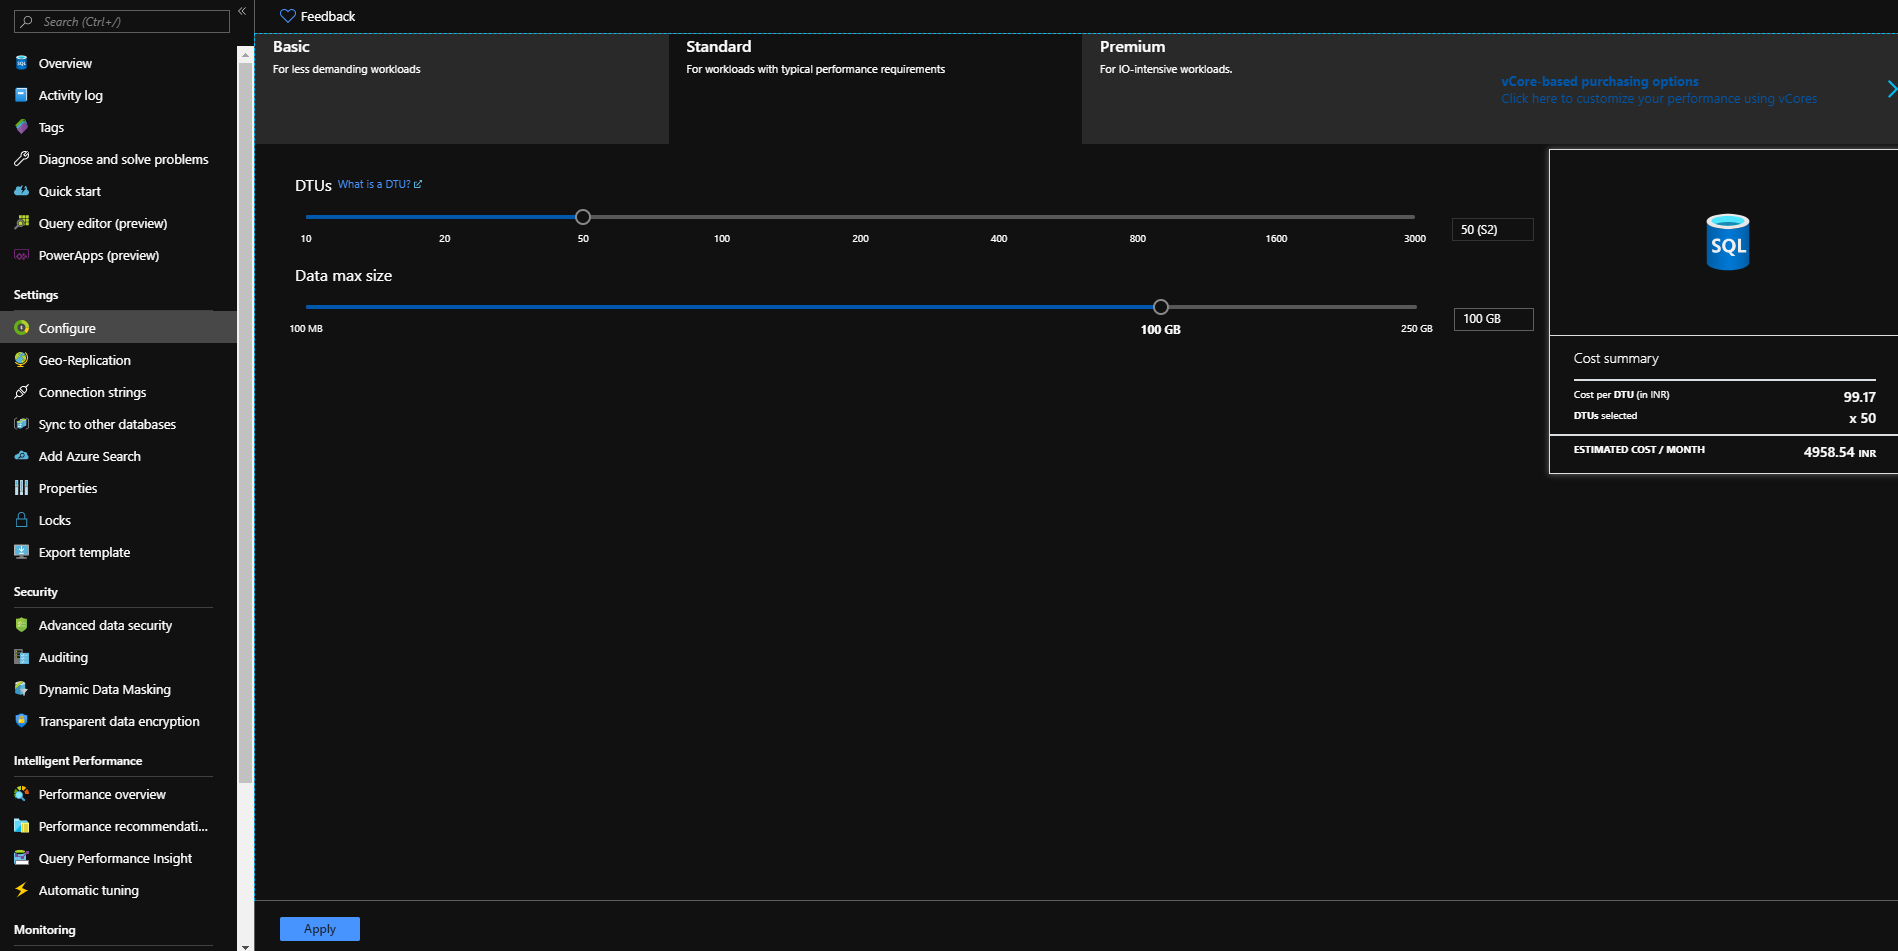 Search (Ctrl+/)
«
Overview
Activity log
Tags
Diagnose and solve problems
Quick start
Query editor (preview)
PowerApps (preview)
Settings
Configure
Geo-Replication
Connection strings
Sync to other databases
Add Azure Search
Properties
Locks
Export template
Security
Advanced data security
Auditing
Dynamic Data Masking
Transparent data encryption
Intelligent Performance
Performance overview
Performance recommendati...
Query Performance Insight
Automatic tuning
Monitoring
Feedback
Basic
For less demanding workloads
Standard
For workloads with typical performance requirements
Premium
For IO-intensive workloads.
vCore-based purchasing options
Click here to customize your performance using vCores
DTUs What is a DTU?
10 20 50 100 200 400 800 1600 3000
50 (S2)
Data max size
100 MB 100 GB 250 GB
100 GB
SQL
Cost summary
Cost per DTU (in INR) 99.17
DTUs selected x 50
ESTIMATED COST / MONTH 4958.54 INR
Apply